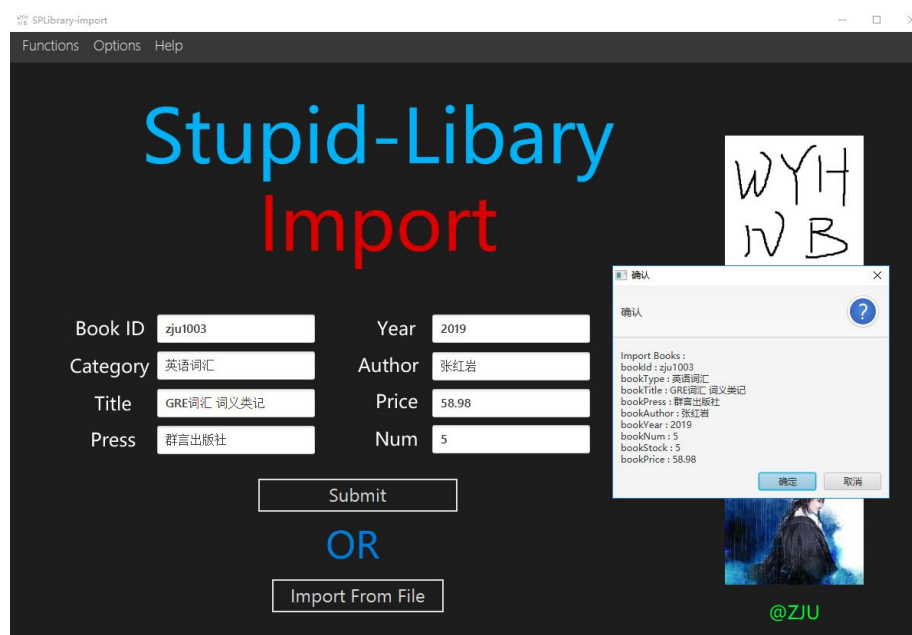 SPLibrary-import
Functions Options Help
Stupid-Libary
Import
WYH
NB
Book ID zju1003 Year 2019
Category 英语词汇 Author 张红岩
Title GRE词汇 词义类记 Price 58.98
Press 群言出版社 Num 5
Submit
OR
Import From File
确认
确认
Import Books :
bookId : zju1003
bookType : 英语词汇
bookTitle : GRE词汇 词义类记
bookPress : 群言出版社
bookAuthor : 张红岩
bookYear : 2019
bookNum : 5
bookStock : 5
bookPrice : 58.98
确定 取消
@ZJU